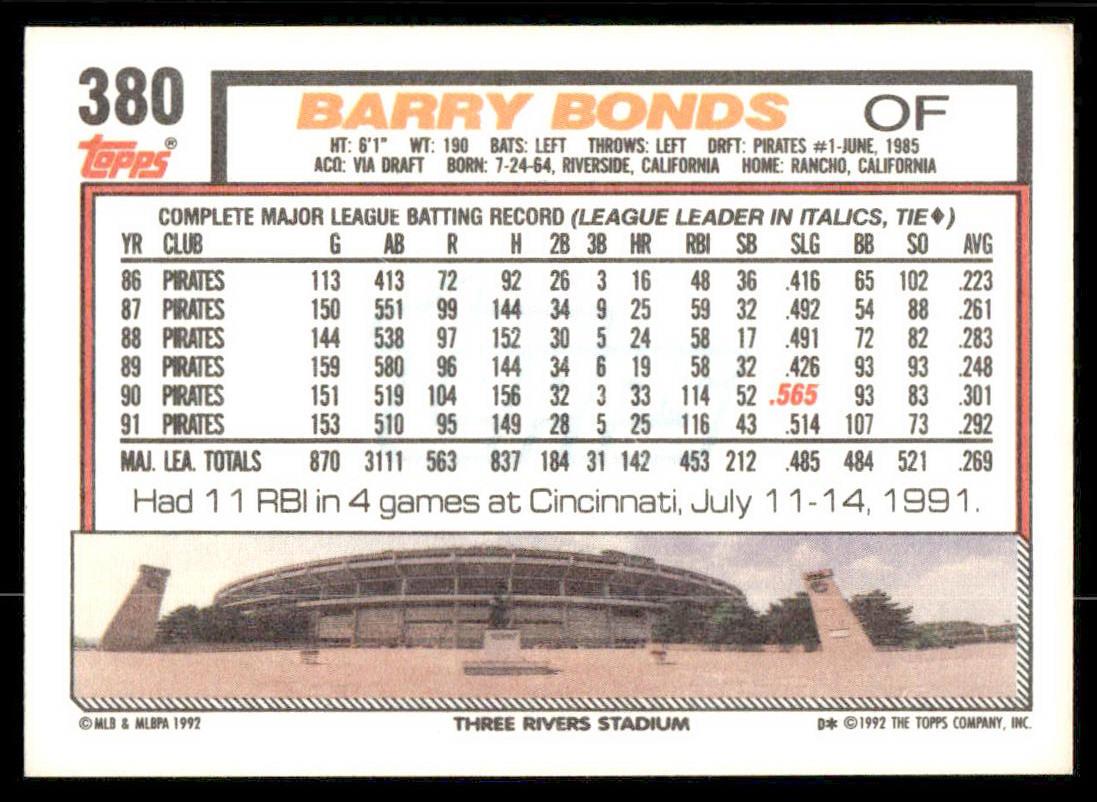 380
BARRY BONDS OF
Topps®
HT: 6'1" WT: 190 BATS: LEFT THROWS: LEFT DRFT: PIRATES #1-JUNE, 1985
ACQ: VIA DRAFT BORN: 7-24-64, RIVERSIDE, CALIFORNIA HOME: RANCHO, CALIFORNIA
COMPLETE MAJOR LEAGUE BATTING RECORD (LEAGUE LEADER IN ITALICS, TIE♦)
YR CLUB G AB R H 2B 3B HR RBI SB SLG BB SO AVG
86 PIRATES 113 413 72 92 26 3 16 48 36 .416 65 102 .223
87 PIRATES 150 551 99 144 34 9 25 59 32 .492 54 88 .261
88 PIRATES 144 538 97 152 30 5 24 58 17 .491 72 82 .283
89 PIRATES 159 580 96 144 34 6 19 58 32 .426 93 93 .248
90 PIRATES 151 519 104 156 32 3 33 114 52 .565 93 83 .301
91 PIRATES 153 510 95 149 28 5 25 116 43 .514 107 73 .292
MAJ. LEA. TOTALS 870 3111 563 837 184 31 142 453 212 .485 484 521 .269
Had 11 RBI in 4 games at Cincinnati, July 11-14, 1991.
© MLB & MLBPA 1992 THREE RIVERS STADIUM D* © 1992 THE TOPPS COMPANY, INC.